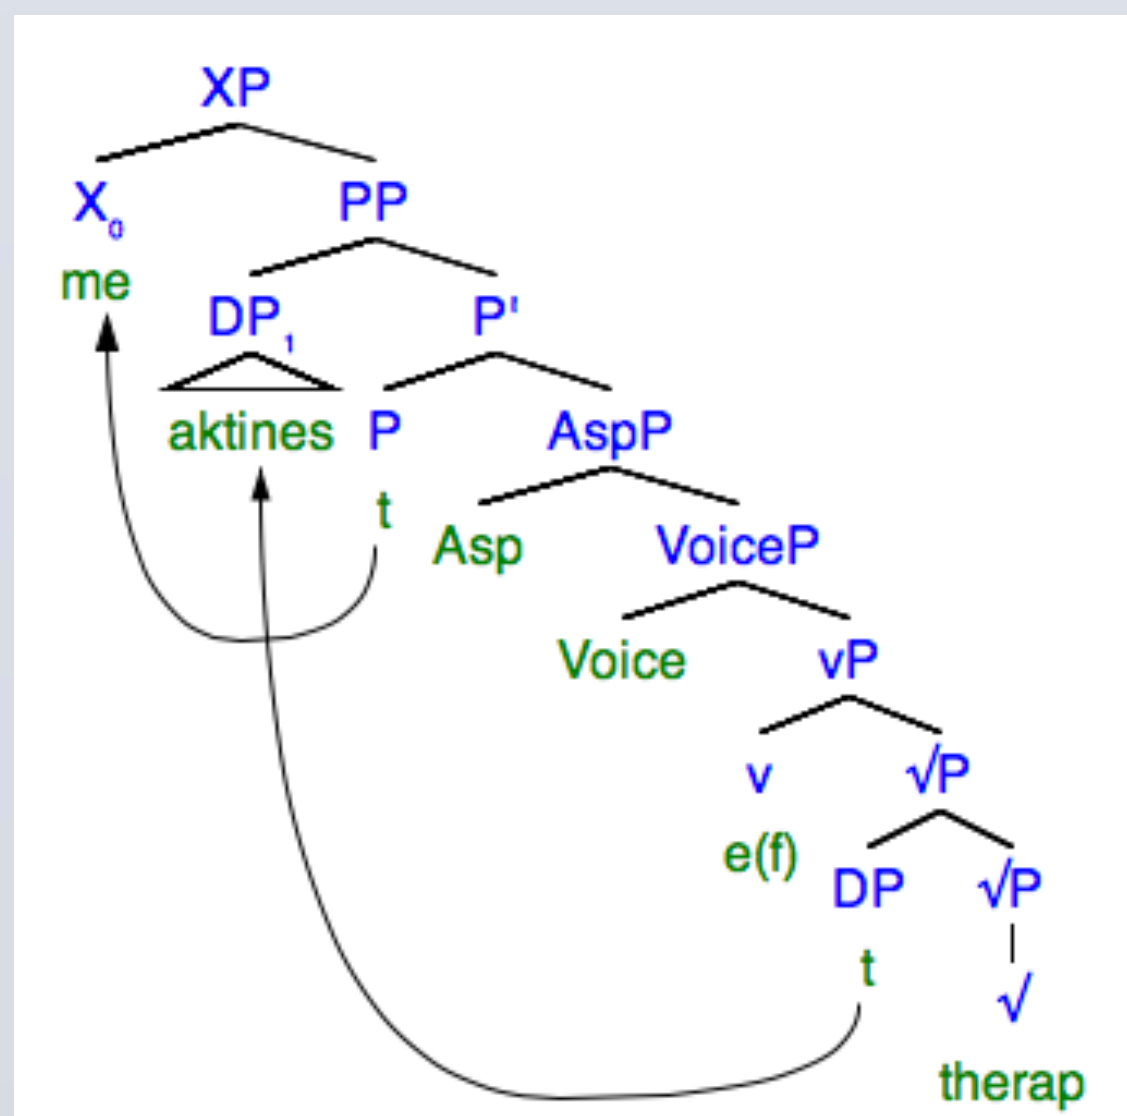 XP
X₀ PP
me
DP₁ P'
aktines P AspP
t Asp VoiceP
Voice vP
v √P
e(f) DP √P
t √
therap